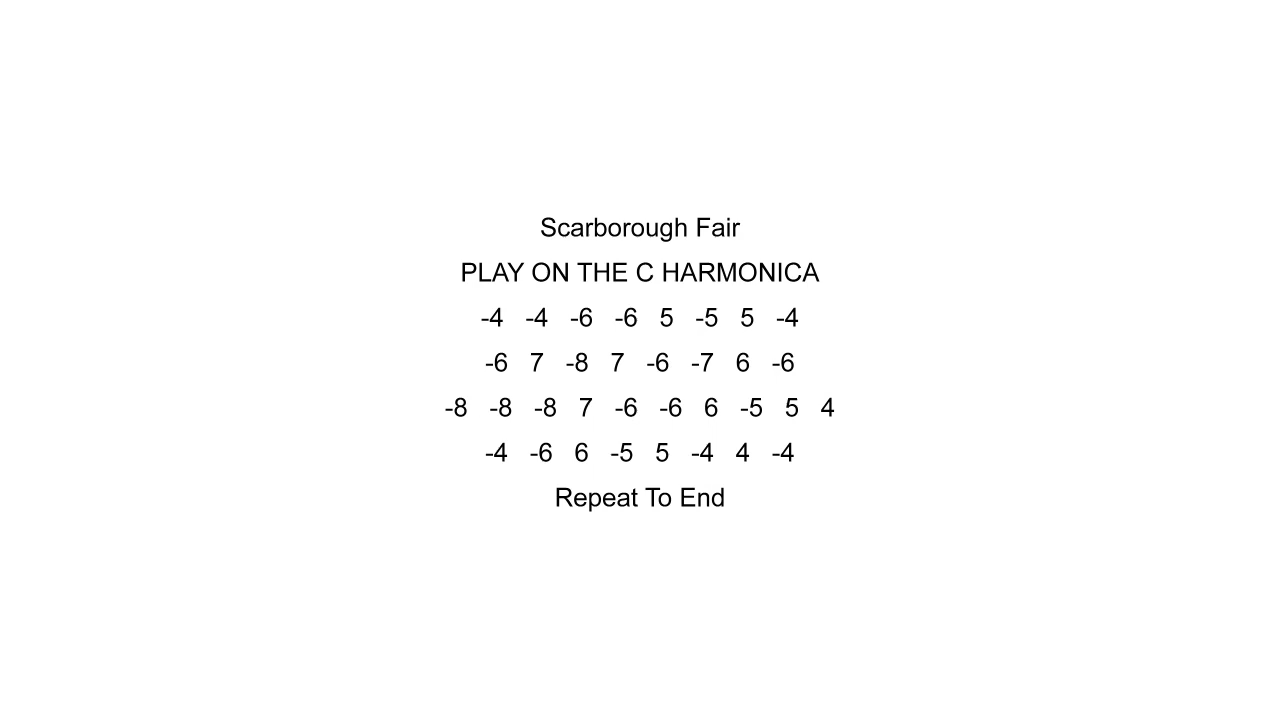 Scarborough Fair
PLAY ON THE C HARMONICA
-4 -4 -6 -6 5 -5 5 -4
-6 7 -8 7 -6 -7 6 -6
-8 -8 -8 7 -6 -6 6 -5 5 4
-4 -6 6 -5 5 -4 4 -4
Repeat To End